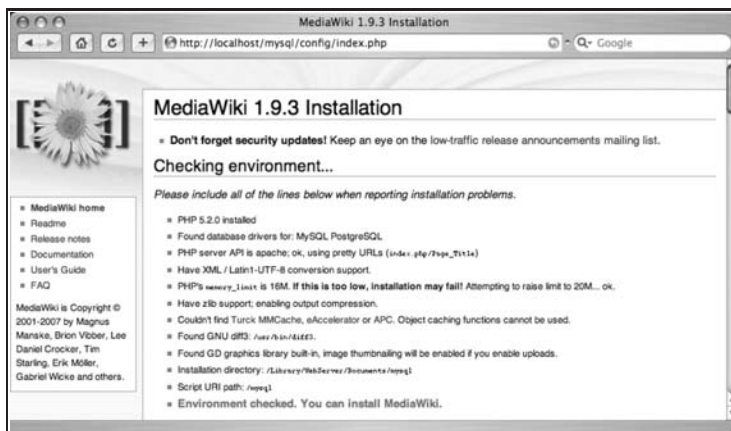 MediaWiki 1.9.3 Installation
http://localhost/mysql/config/index.php
Google
MediaWiki 1.9.3 Installation
Don't forget security updates! Keep an eye on the low-traffic release announcements mailing list.
Checking environment...
Please include all of the lines below when reporting installation problems.
PHP 5.2.0 installed
Found database drivers for: MySQL PostgreSQL
PHP server API is apache; ok, using pretty URLs (index.php/Page_Title)
Have XML / Latin1-UTF-8 conversion support.
PHP's memory_limit is 16M. If this is too low, installation may fail! Attempting to raise limit to 20M... ok.
Have zlib support; enabling output compression.
Couldn't find Turck MMCache, eAccelerator or APC. Object caching functions cannot be used.
Found GNU diff3: /usr/bin/diff3.
Found GD graphics library built-in, image thumbnailing will be enabled if you enable uploads.
Installation directory: /Library/WebServer/Documents/mysql
Script URI path: /mysql
Environment checked. You can install MediaWiki.
MediaWiki home
Readme
Release notes
Documentation
User's Guide
FAQ
MediaWiki is Copyright ©
2001-2007 by Magnus
Manske, Brion Vibber, Lee
Daniel Crocker, Tim
Starling, Erik Möller,
Gabriel Wicke and others.